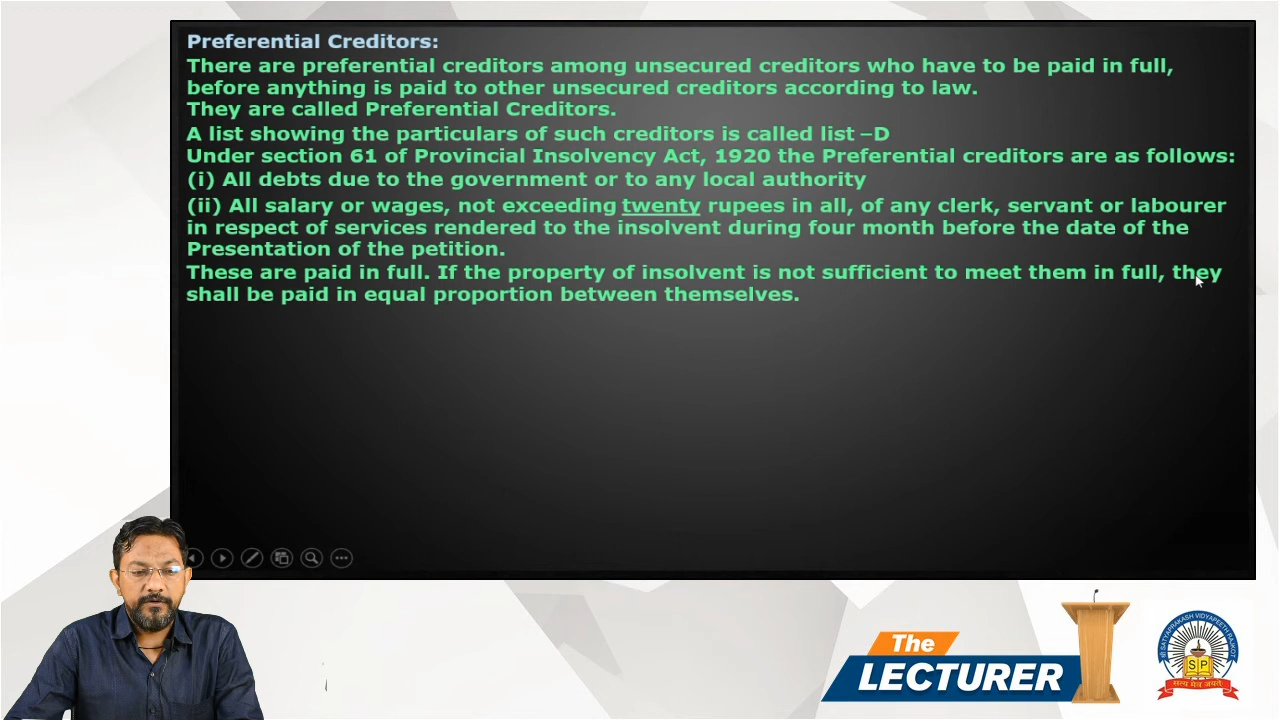 Preferential Creditors:
There are preferential creditors among unsecured creditors who have to be paid in full,
before anything is paid to other unsecured creditors according to law.
They are called Preferential Creditors.
A list showing the particulars of such creditors is called list –D
Under section 61 of Provincial Insolvency Act, 1920 the Preferential creditors are as follows:
(i) All debts due to the government or to any local authority
(ii) All salary or wages, not exceeding twenty rupees in all, of any clerk, servant or labourer
in respect of services rendered to the insolvent during four month before the date of the
Presentation of the petition.
These are paid in full. If the property of insolvent is not sufficient to meet them in full, they
shall be paid in equal proportion between themselves.
The
LECTURER
SATYAPRAKASH VIDYAPEETH RAJKOT
S P
सत्य मेव जयते